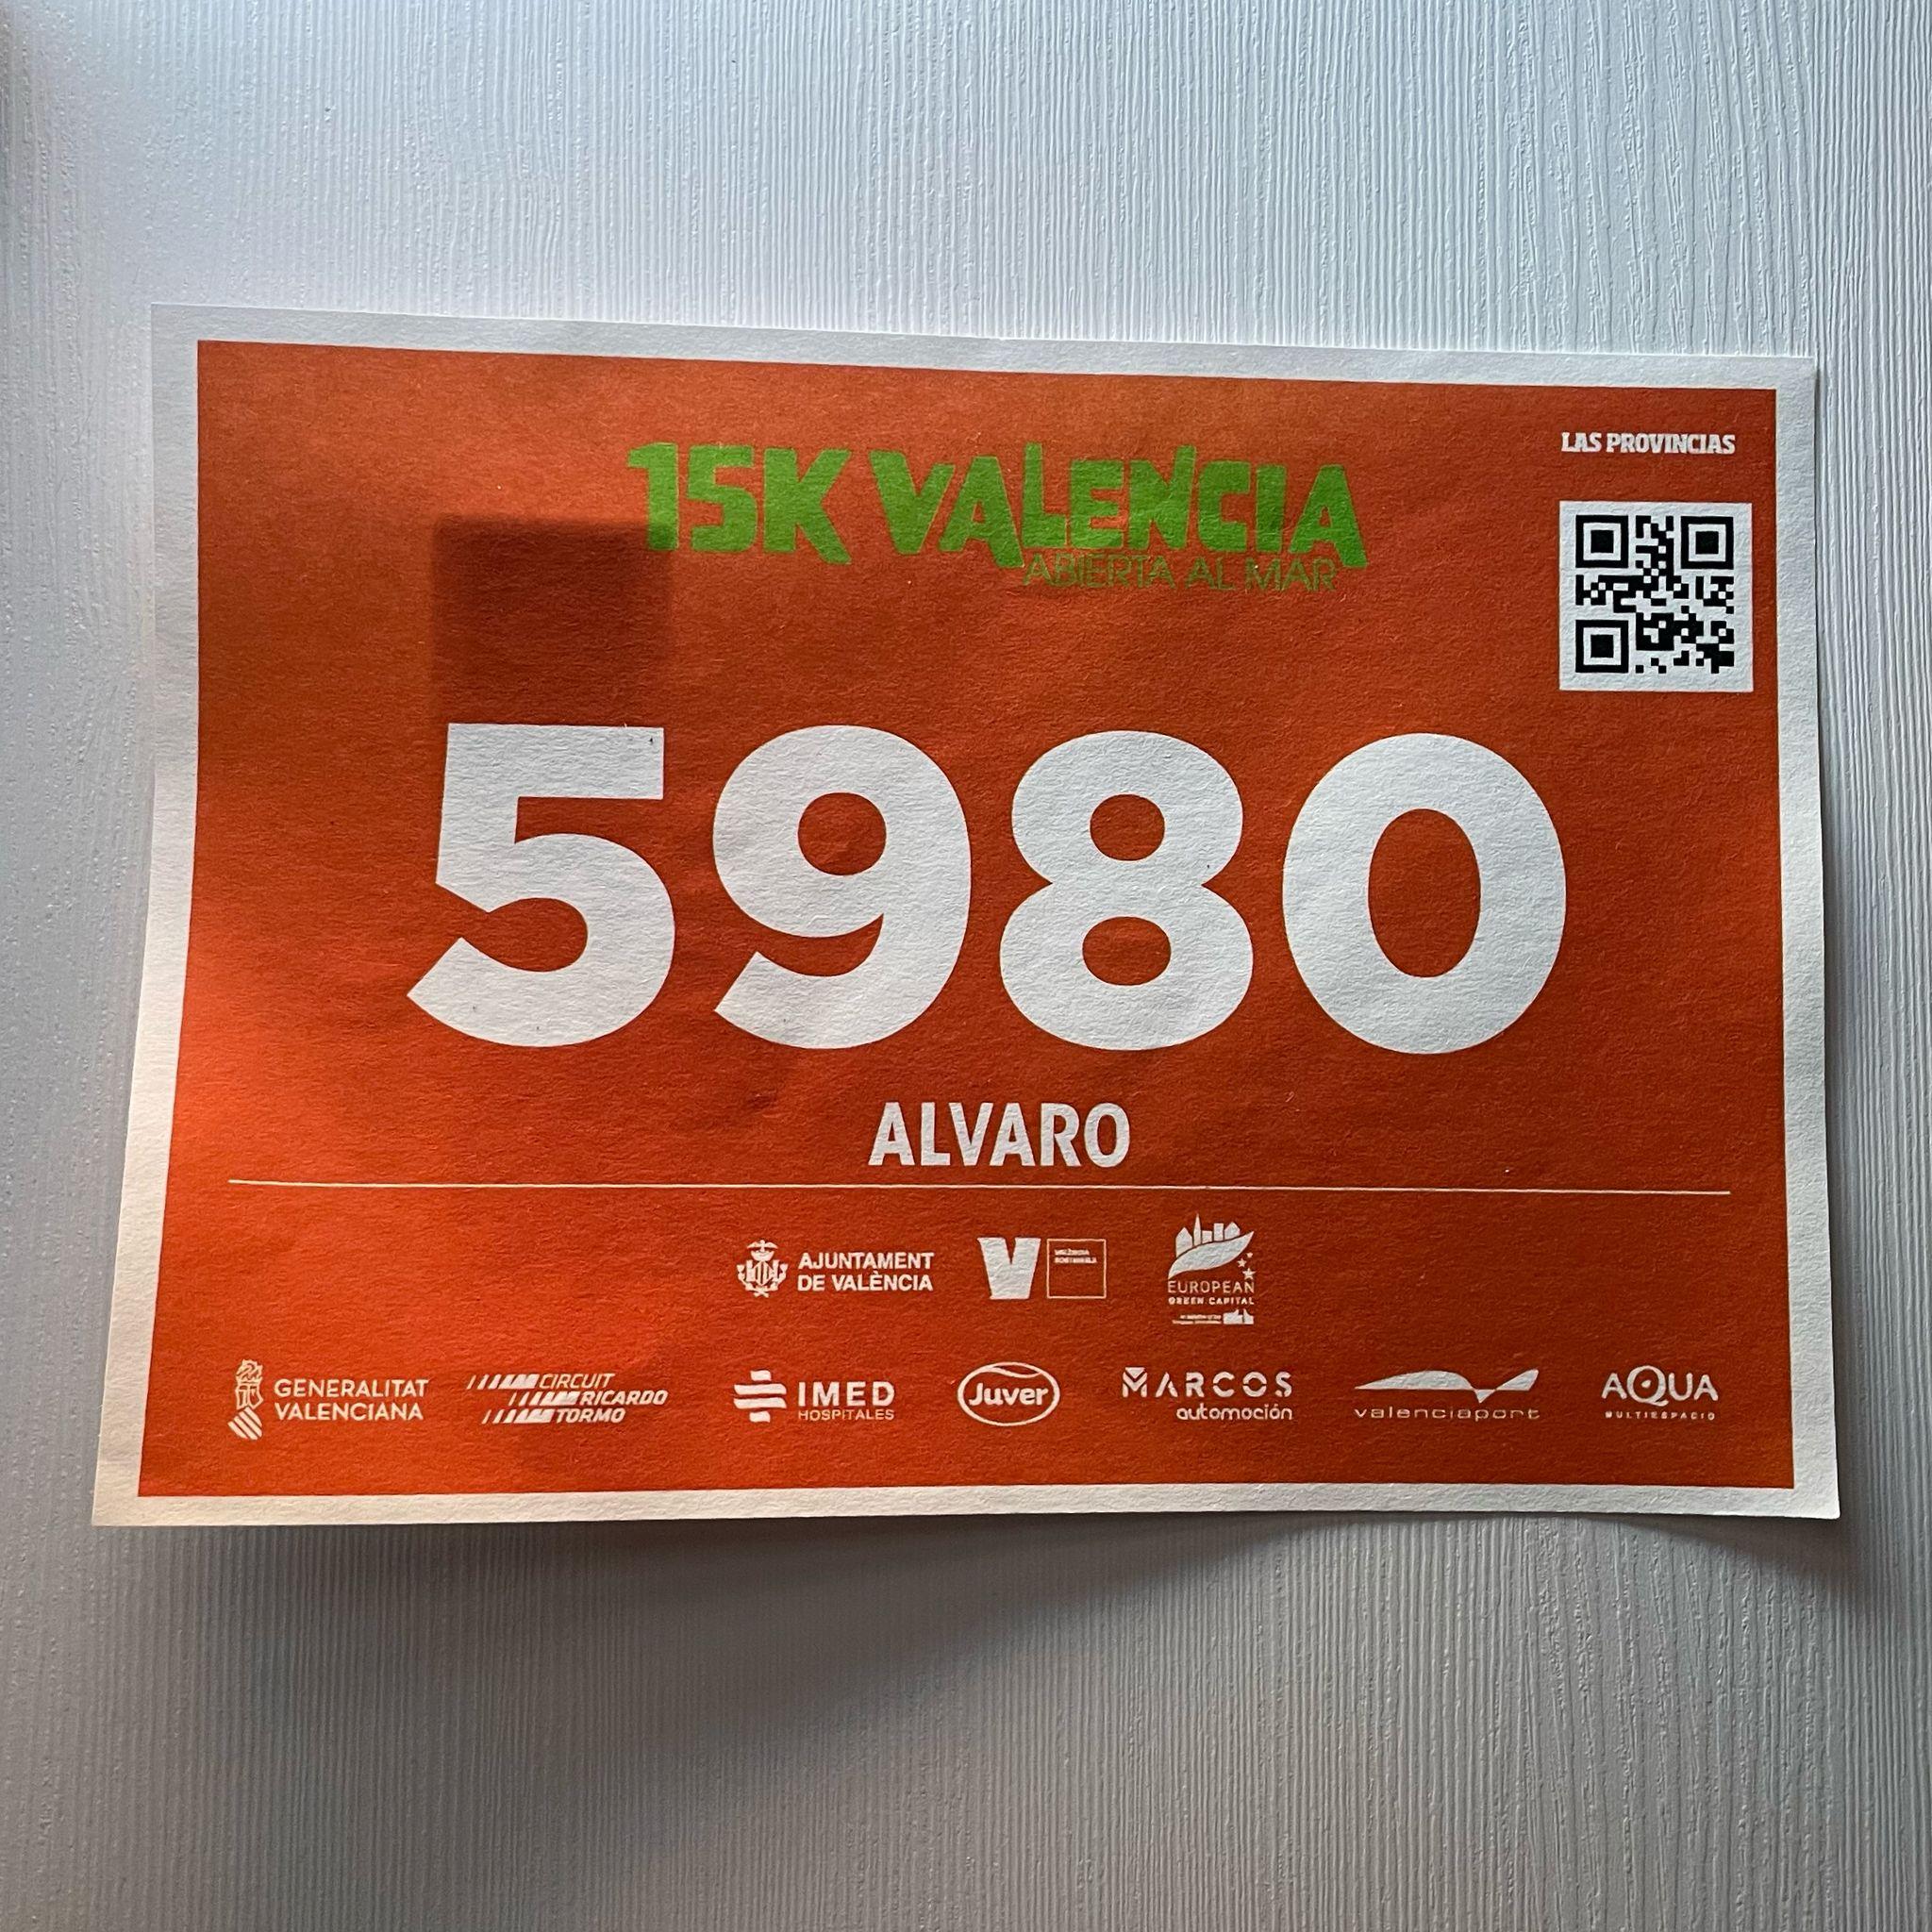 15K VALENCIA
ABIERTA AL MAR
LAS PROVINCIAS
5980
ALVARO
AJUNTAMENT
DE VALÈNCIA
V
VALÈNCIA
EUROPEAN
GREEN CAPITAL
GENERALITAT
VALENCIANA
CIRCUIT
RICARDO
TORMO
IMED
HOSPITALES
Juver
MARCOS
automoción
valenciaport
AQUA
MULTIESPACIO